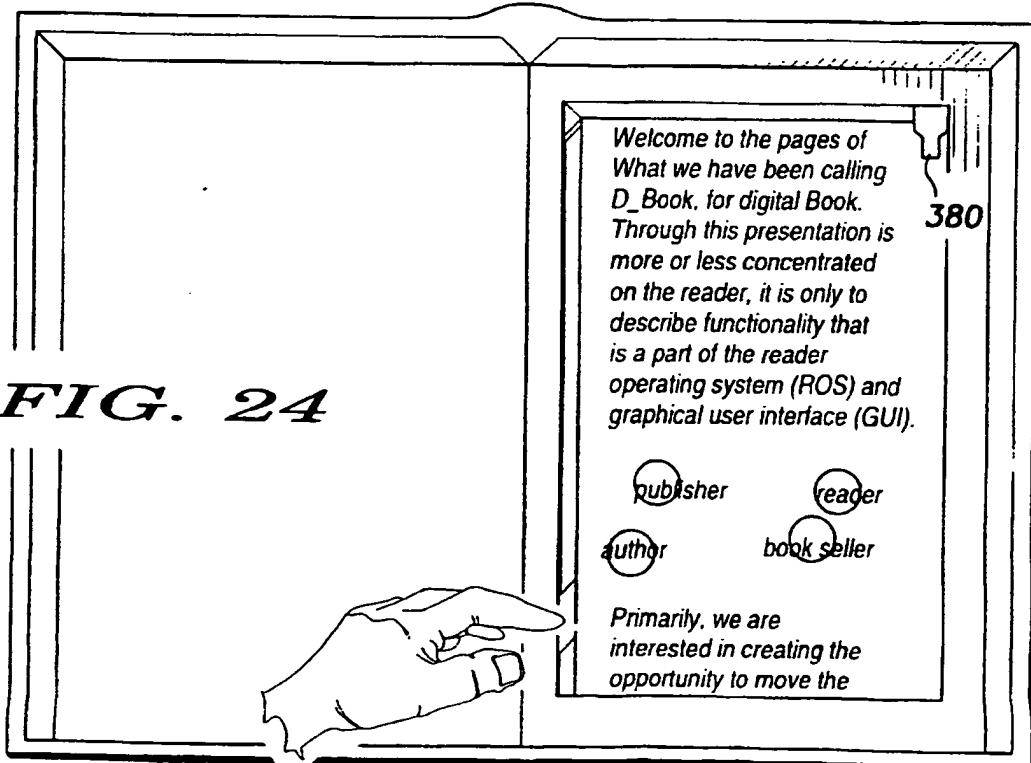 Welcome to the pages of
What we have been calling
D_Book, for digital Book.
Through this presentation is
more or less concentrated
on the reader, it is only to
describe functionality that
is a part of the reader
operating system (ROS) and
graphical user interface (GUI).
380
FIG. 24
publisher reader
author book seller
Primarily, we are
interested in creating the
opportunity to move the